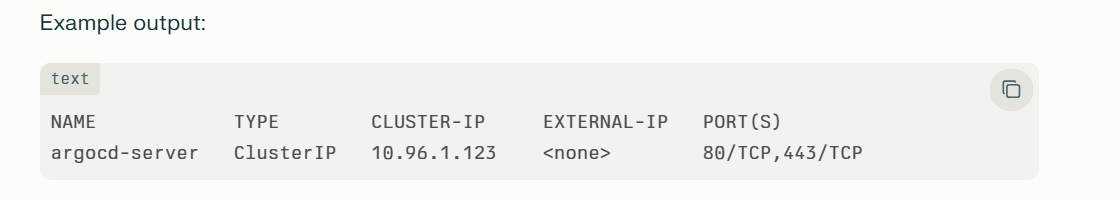 Example output:
text
NAME TYPE CLUSTER-IP EXTERNAL-IP PORT(S)
argocd-server ClusterIP 10.96.1.123 <none> 80/TCP,443/TCP